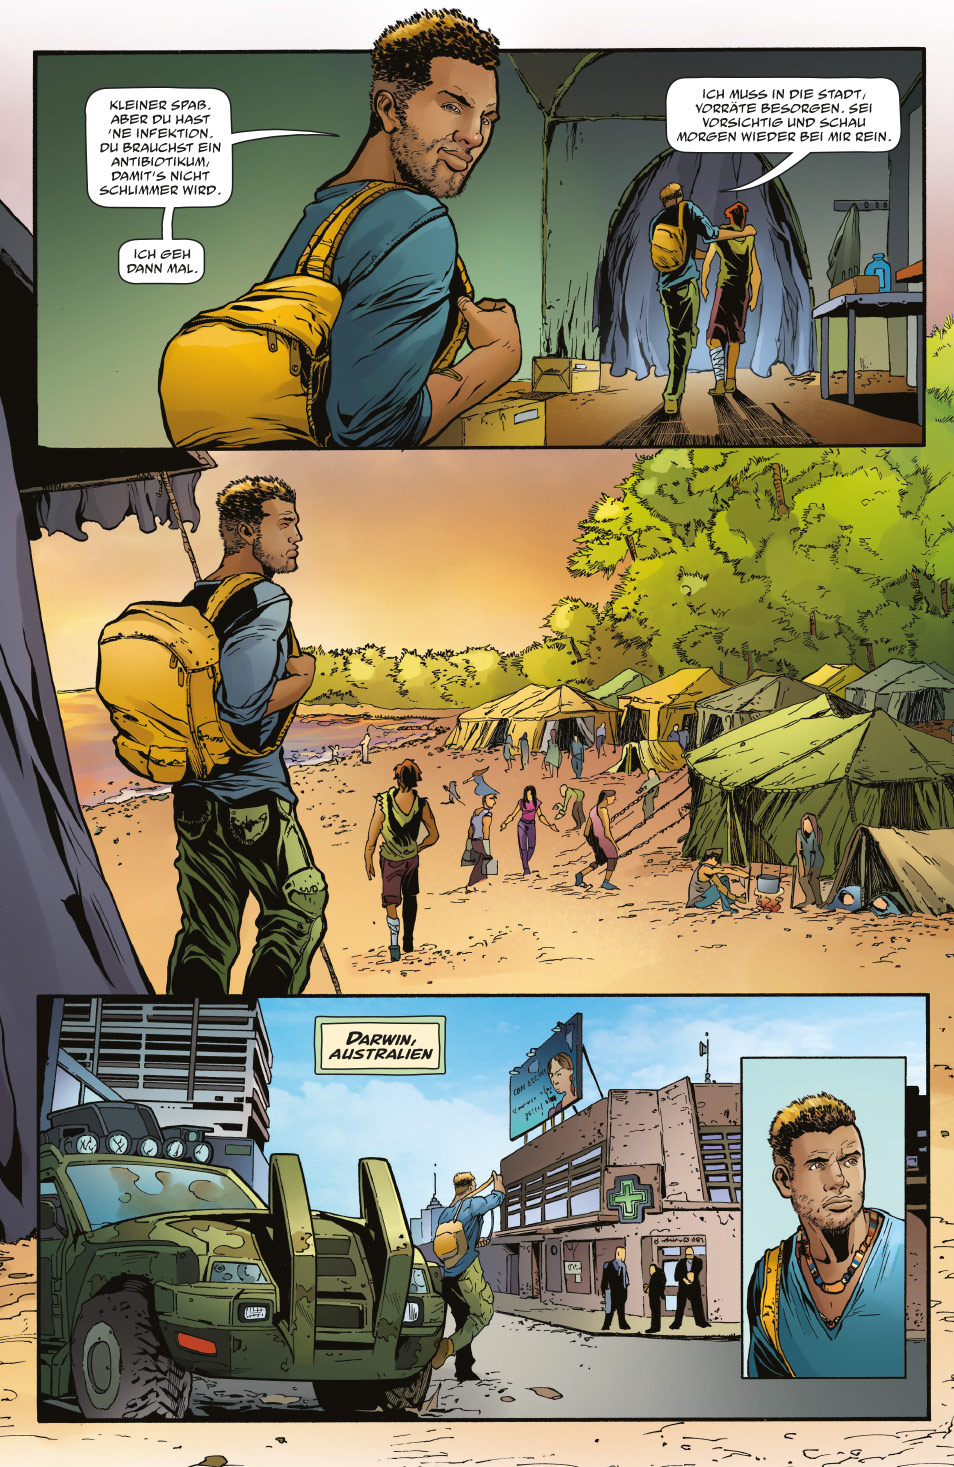 KLEINER SPAß.
ABER DU HAST
'NE INFEKTION.
DU BRAUCHST EIN
ANTIBIOTIKUM,
DAMIT'S NICHT
SCHLIMMER WIRD.
ICH GEH
DANN MAL.
ICH MUSS IN DIE STADT,
VORRÄTE BESORGEN. SEI
VORSICHTIG UND SCHAU
MORGEN WIEDER BEI MIR REIN.
DARWIN,
AUSTRALIEN